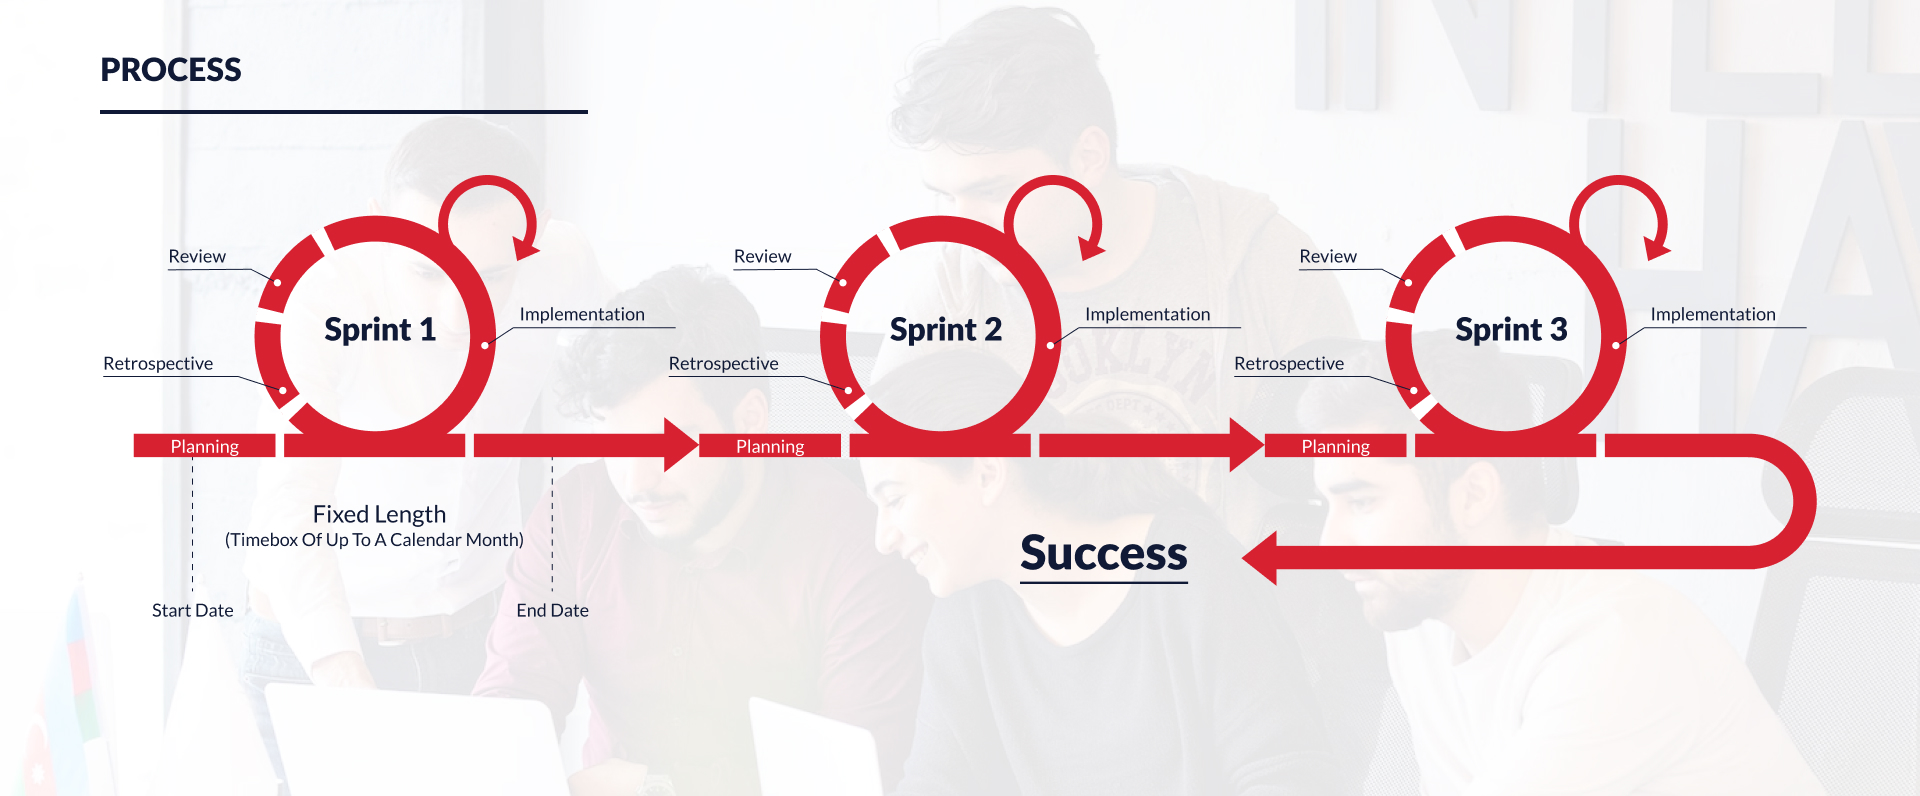 PROCESS
Review
Sprint 1
Implementation
Retrospective
Planning
Fixed Length
(Timebox Of Up To A Calendar Month)
Start Date
End Date
Review
Sprint 2
Implementation
Retrospective
Planning
Review
Sprint 3
Implementation
Retrospective
Planning
Success